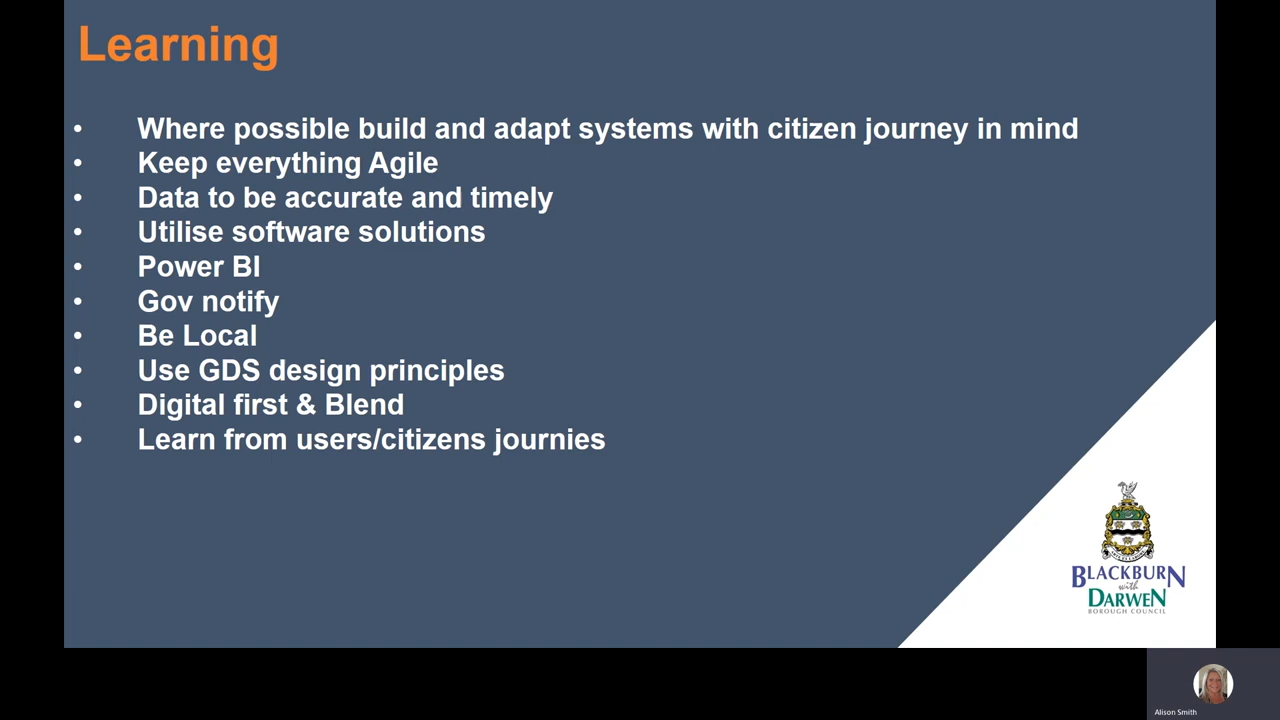 Learning
• Where possible build and adapt systems with citizen journey in mind
• Keep everything Agile
• Data to be accurate and timely
• Utilise software solutions
• Power BI
• Gov notify
• Be Local
• Use GDS design principles
• Digital first & Blend
• Learn from users/citizens journies
BLACKBURN
with
DARWEN
BOROUGH COUNCIL
Alison Smith